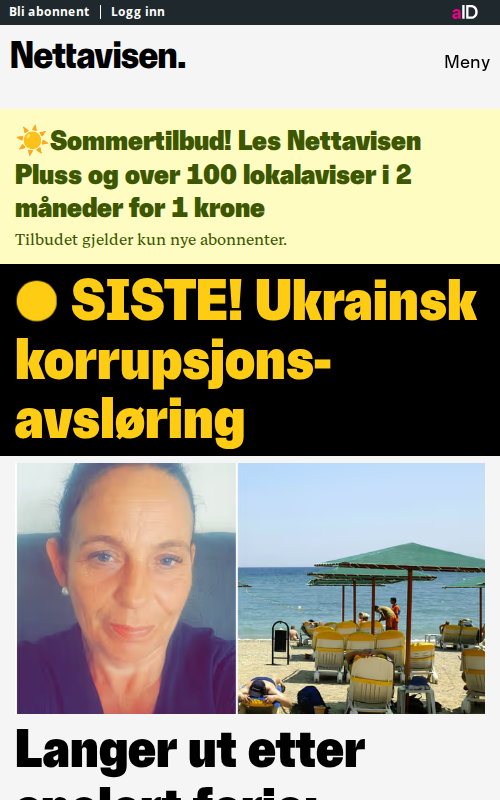 Bli abonnent | Logg inn
aID
Nettavisen.
Meny
☀️Sommertilbud! Les Nettavisen
Pluss og over 100 lokalaviser i 2
måneder for 1 krone
Tilbudet gjelder kun nye abonnenter.
SISTE! Ukrainsk
korrupsjons-
avsløring
Langer ut etter